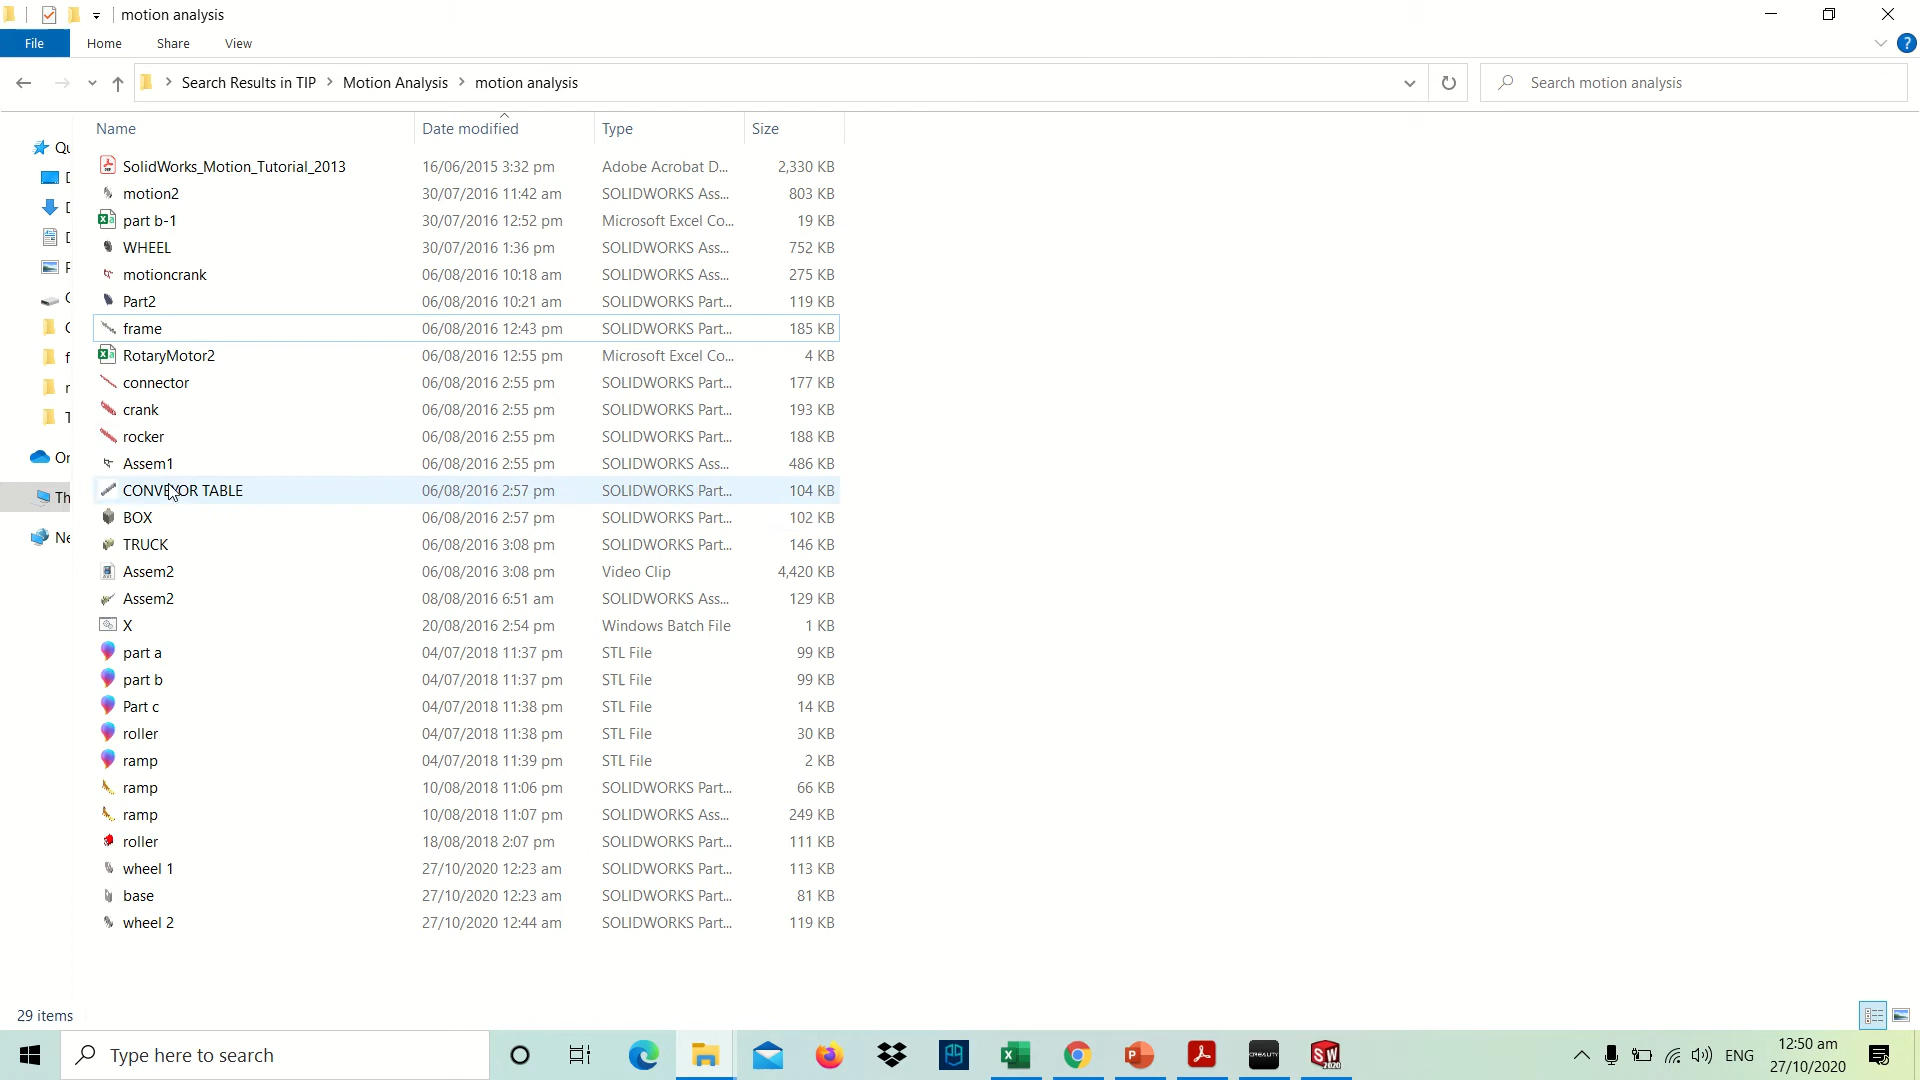 motion analysis
File Home Share View
Search Results in TIP Motion Analysis motion analysis Search motion analysis
Name Date modified Type Size
SolidWorks_Motion_Tutorial_2013 16/06/2015 3:32 pm Adobe Acrobat D... 2,330 KB
motion2 30/07/2016 11:42 am SOLIDWORKS Ass... 803 KB
part b-1 30/07/2016 12:52 pm Microsoft Excel Co... 19 KB
WHEEL 30/07/2016 1:36 pm SOLIDWORKS Ass... 752 KB
motioncrank 06/08/2016 10:18 am SOLIDWORKS Ass... 275 KB
Part2 06/08/2016 10:21 am SOLIDWORKS Part... 119 KB
frame 06/08/2016 12:43 pm SOLIDWORKS Part... 185 KB
RotaryMotor2 06/08/2016 12:55 pm Microsoft Excel Co... 4 KB
connector 06/08/2016 2:55 pm SOLIDWORKS Part... 177 KB
crank 06/08/2016 2:55 pm SOLIDWORKS Part... 193 KB
rocker 06/08/2016 2:55 pm SOLIDWORKS Part... 188 KB
Assem1 06/08/2016 2:55 pm SOLIDWORKS Ass... 486 KB
CONVEYOR TABLE 06/08/2016 2:57 pm SOLIDWORKS Part... 104 KB
BOX 06/08/2016 2:57 pm SOLIDWORKS Part... 102 KB
TRUCK 06/08/2016 3:08 pm SOLIDWORKS Part... 146 KB
Assem2 06/08/2016 3:08 pm Video Clip 4,420 KB
Assem2 08/08/2016 6:51 am SOLIDWORKS Ass... 129 KB
X 20/08/2016 2:54 pm Windows Batch File 1 KB
part a 04/07/2018 11:37 pm STL File 99 KB
part b 04/07/2018 11:37 pm STL File 99 KB
Part c 04/07/2018 11:38 pm STL File 14 KB
roller 04/07/2018 11:38 pm STL File 30 KB
ramp 04/07/2018 11:39 pm STL File 2 KB
ramp 10/08/2018 11:06 pm SOLIDWORKS Part... 66 KB
ramp 10/08/2018 11:07 pm SOLIDWORKS Ass... 249 KB
roller 18/08/2018 2:07 pm SOLIDWORKS Part... 111 KB
wheel 1 27/10/2020 12:23 am SOLIDWORKS Part... 113 KB
base 27/10/2020 12:23 am SOLIDWORKS Part... 81 KB
wheel 2 27/10/2020 12:44 am SOLIDWORKS Part... 119 KB
29 items
Type here to search ENG 12:50 am
27/10/2020